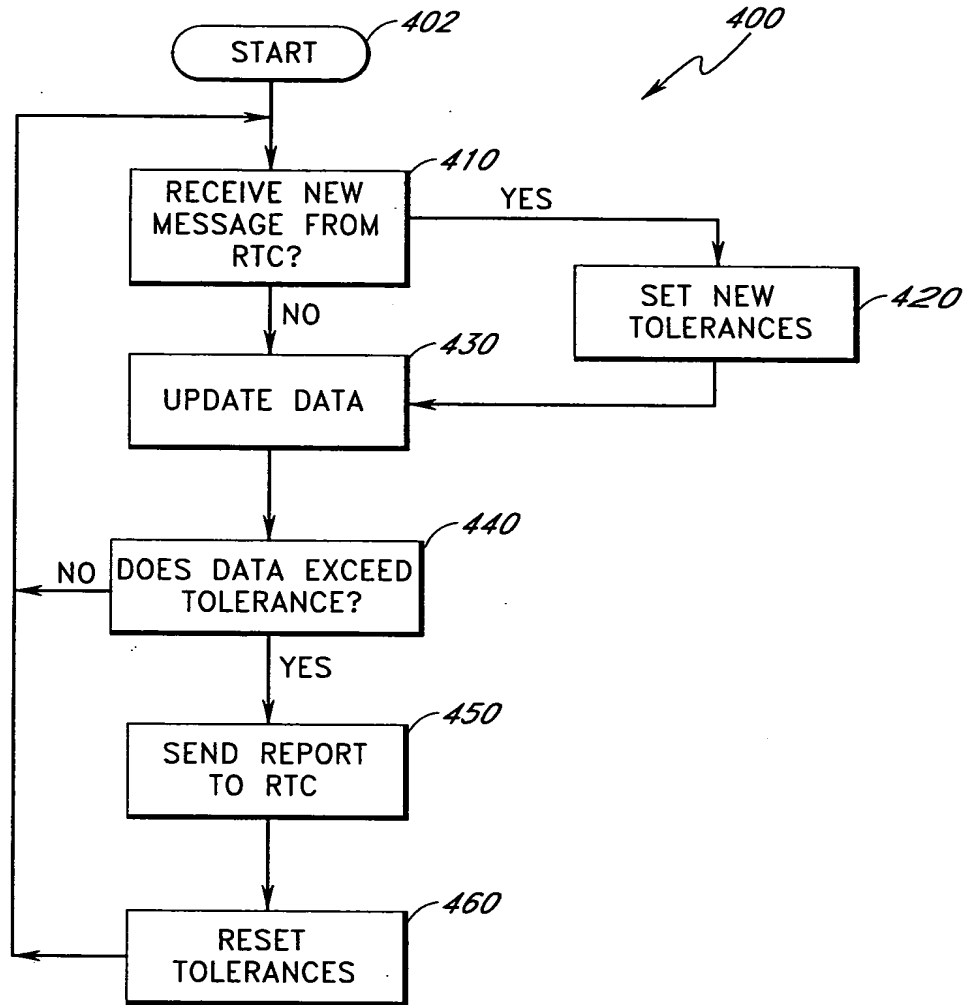 START
402
400
RECEIVE NEW
MESSAGE FROM
RTC?
410
YES
SET NEW
TOLERANCES
420
NO
UPDATE DATA
430
NO
DOES DATA EXCEED
TOLERANCE?
440
YES
SEND REPORT
TO RTC
450
RESET
TOLERANCES
460